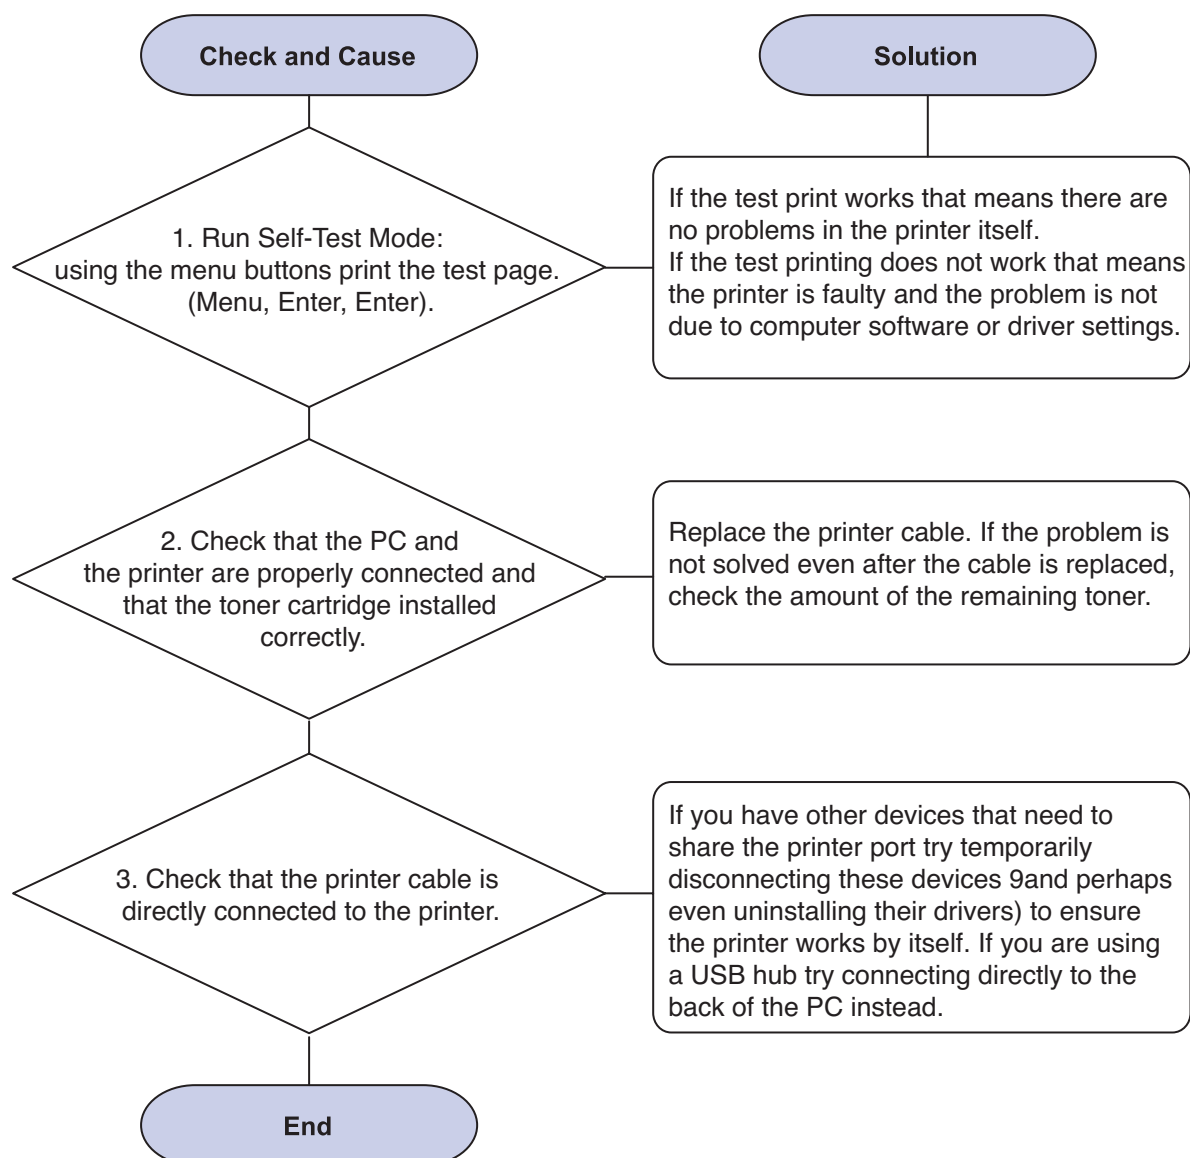 Check and Cause
Solution
1. Run Self-Test Mode:
using the menu buttons print the test page.
(Menu, Enter, Enter).
If the test print works that means there are
no problems in the printer itself.
If the test printing does not work that means
the printer is faulty and the problem is not
due to computer software or driver settings.
2. Check that the PC and
the printer are properly connected and
that the toner cartridge installed
correctly.
Replace the printer cable. If the problem is
not solved even after the cable is replaced,
check the amount of the remaining toner.
3. Check that the printer cable is
directly connected to the printer.
If you have other devices that need to
share the printer port try temporarily
disconnecting these devices 9and perhaps
even uninstalling their drivers) to ensure
the printer works by itself. If you are using
a USB hub try connecting directly to the
back of the PC instead.
End